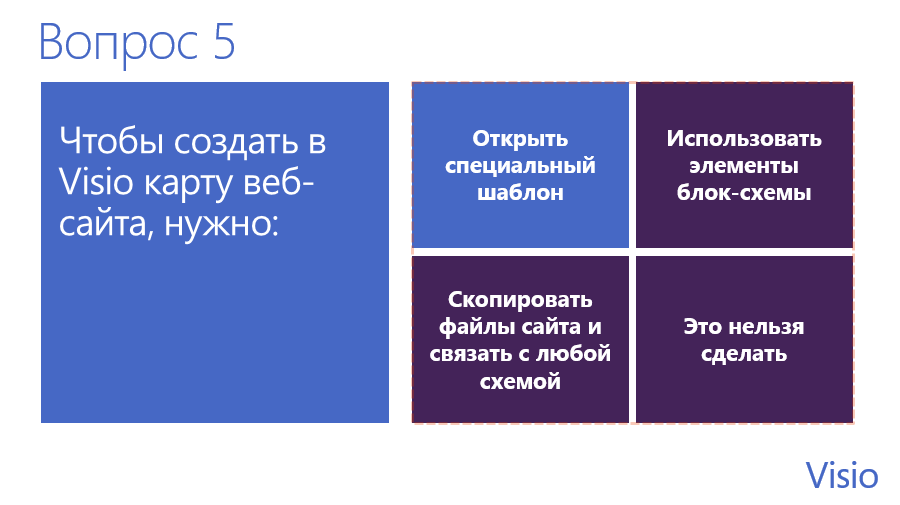 Вопрос 5
Чтобы создать в
Visio карту веб-
сайта, нужно:
Открыть
специальный
шаблон
Использовать
элементы
блок-схемы
Скопировать
файлы сайта и
связать с любой
схемой
Это нельзя
сделать
Visio